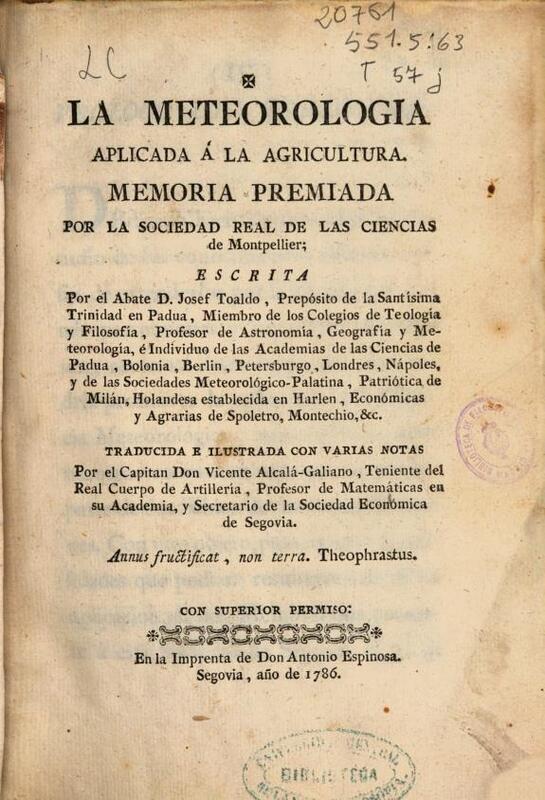 20761
551.5:63
LC
T 57j
LA METEOROLOGIA
APLICADA Á LA AGRICULTURA.
MEMORIA PREMIADA
POR LA SOCIEDAD REAL DE LAS CIENCIAS
de Montpellier;
ESCRITA
Por el Abate D. Josef Toaldo, Prepósito de la Santísima
Trinidad en Padua, Miembro de los Colegios de Teología
y Filosofía, Profesor de Astronomía, Geografía y Me-
teorología, é Individuo de las Academias de las Ciencias de
Padua, Bolonia, Berlin, Petersburgo, Londres, Nápoles,
y de las Sociedades Meteorológico-Palatina, Patriótica de
Milán, Holandesa establecida en Harlen, Económicas
y Agrarias de Spoletro, Montechio, &c.
TRADUCIDA E ILUSTRADA CON VARIAS NOTAS
Por el Capitan Don Vicente Alcalá-Galiano, Teniente del
Real Cuerpo de Artillería, Profesor de Matemáticas en
su Academia, y Secretario de la Sociedad Económica
de Segovia.
Annus fructificat, non terra. Theophrastus.
CON SUPERIOR PERMISO:
En la Imprenta de Don Antonio Espinosa.
Segovia, año de 1786.
BIBLIOTECA